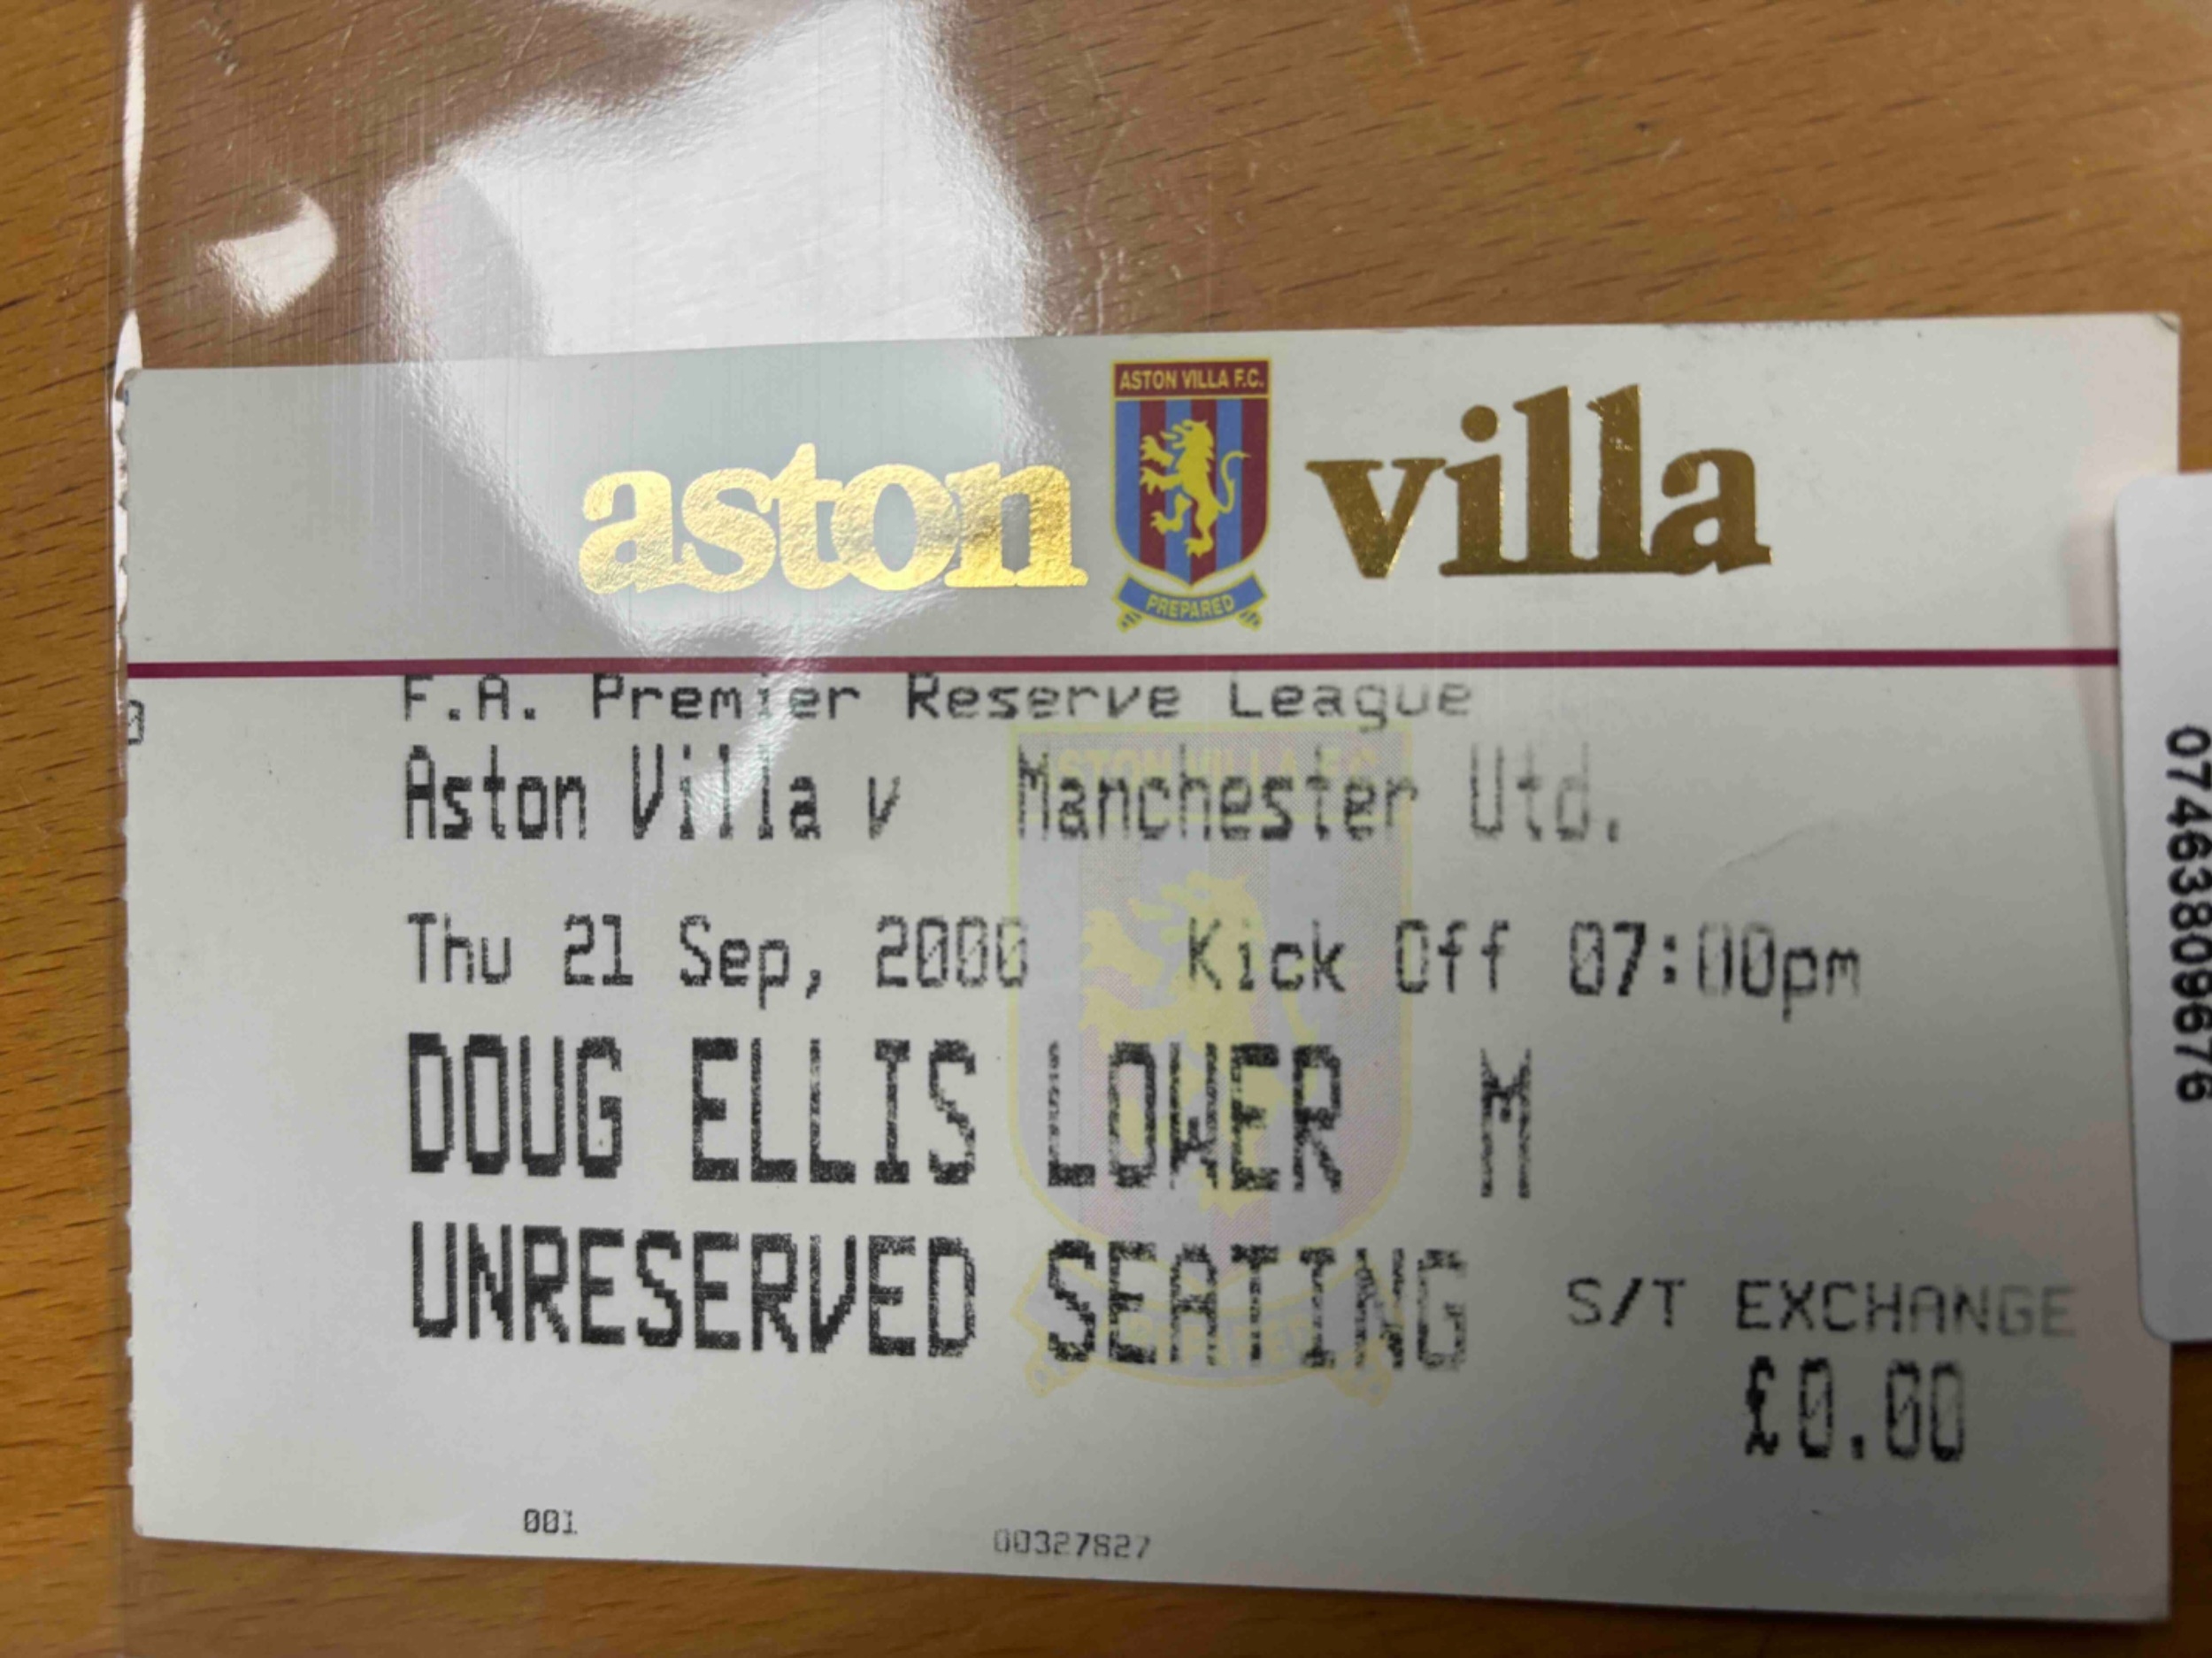 aston villa
ASTON VILLA F.C.
PREPARED
F.A. Premier Reserve League
Aston Villa v Manchester Utd.
Thu 21 Sep, 2000 Kick Off 07:00pm
DOUG ELLIS LOWER M
UNRESERVED SEATING
S/T EXCHANGE
£0.00
001
00327827
07463809676